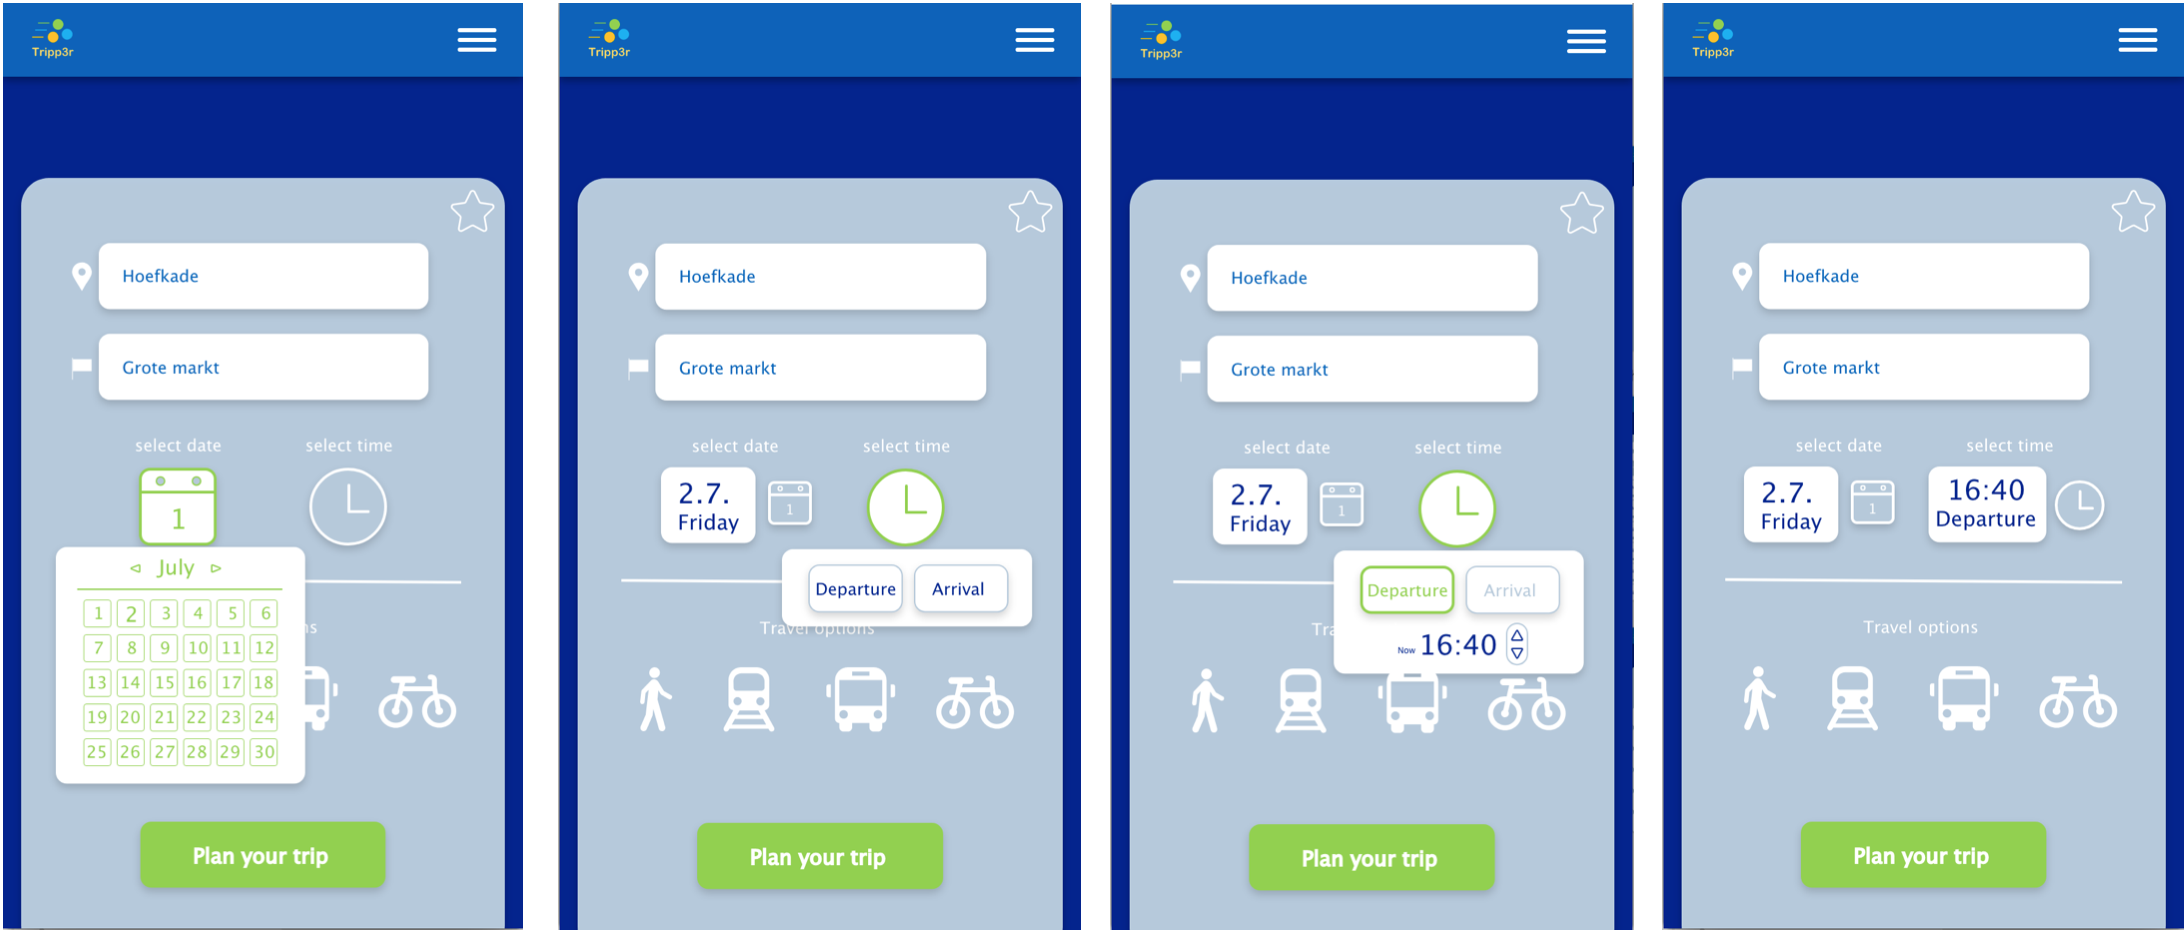 Tripp3r
Hoefkade
Grote markt
select date select time
1
July
1 2 3 4 5 6
7 8 9 10 11 12
13 14 15 16 17 18
19 20 21 22 23 24
25 26 27 28 29 30
ns
Plan your trip
Tripp3r
Hoefkade
Grote markt
select date select time
2.7.
Friday
1
Departure Arrival
Travel options
Plan your trip
Tripp3r
Hoefkade
Grote markt
select date select time
2.7.
Friday
1
Departure Arrival
Tra
Now 16:40
Plan your trip
Tripp3r
Hoefkade
Grote markt
select date select time
2.7.
Friday
1
16:40
Departure
Travel options
Plan your trip